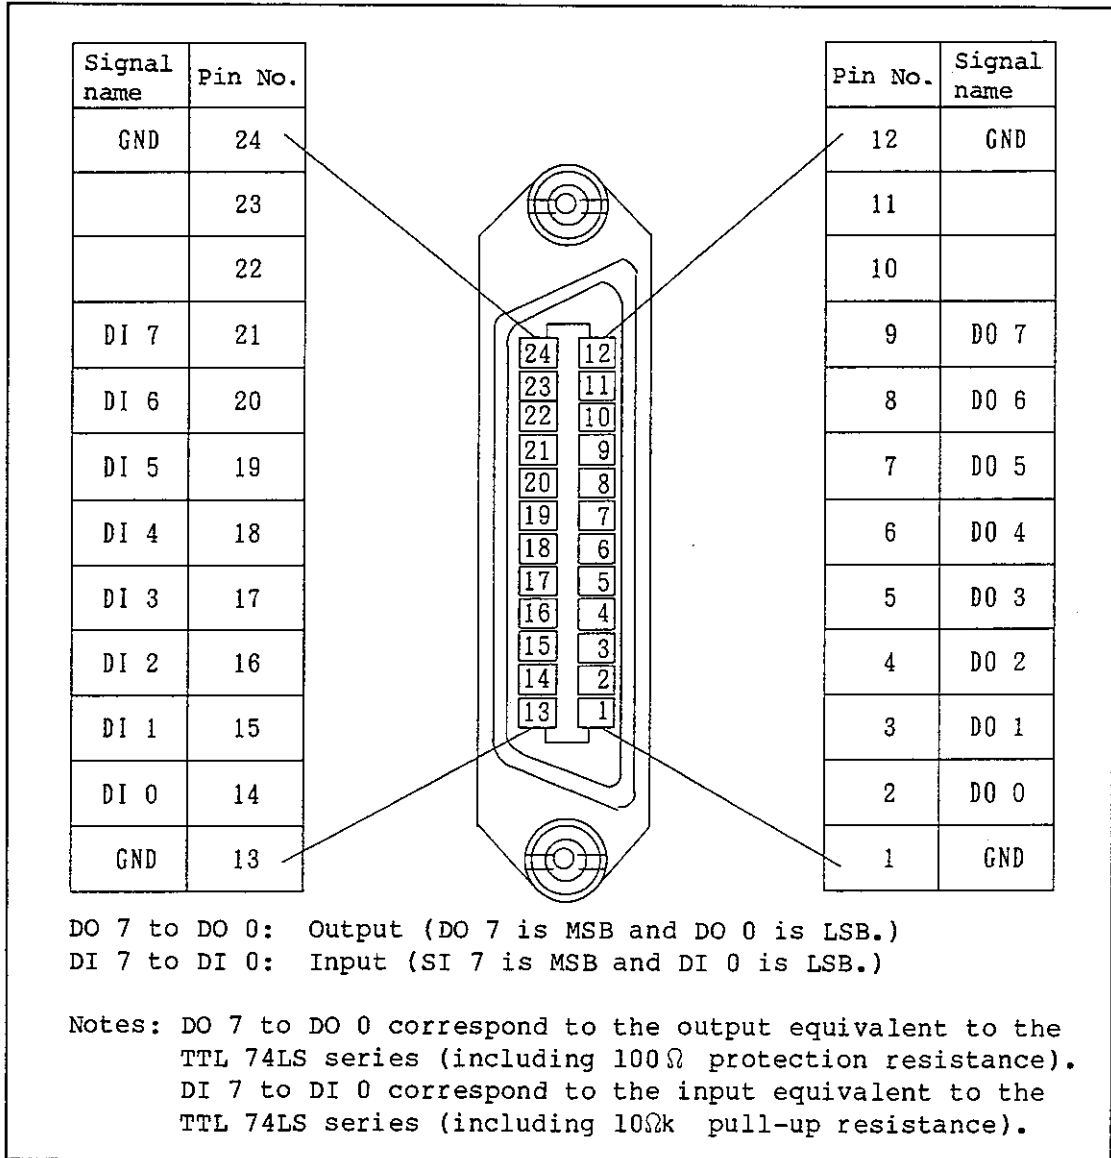 Signal name Pin No.
GND 24
23
22
DI 7 21
DI 6 20
DI 5 19
DI 4 18
DI 3 17
DI 2 16
DI 1 15
DI 0 14
GND 13
24 12
23 11
22 10
21 9
20 8
19 7
18 6
17 5
16 4
15 3
14 2
13 1
Pin No. Signal name
12 GND
11
10
9 DO 7
8 DO 6
7 DO 5
6 DO 4
5 DO 3
4 DO 2
3 DO 1
2 DO 0
1 GND
DO 7 to DO 0: Output (DO 7 is MSB and DO 0 is LSB.)
DI 7 to DI 0: Input (SI 7 is MSB and DI 0 is LSB.)
Notes: DO 7 to DO 0 correspond to the output equivalent to the
TTL 74LS series (including 100Ω protection resistance).
DI 7 to DI 0 correspond to the input equivalent to the
TTL 74LS series (including 10Ωk pull-up resistance).